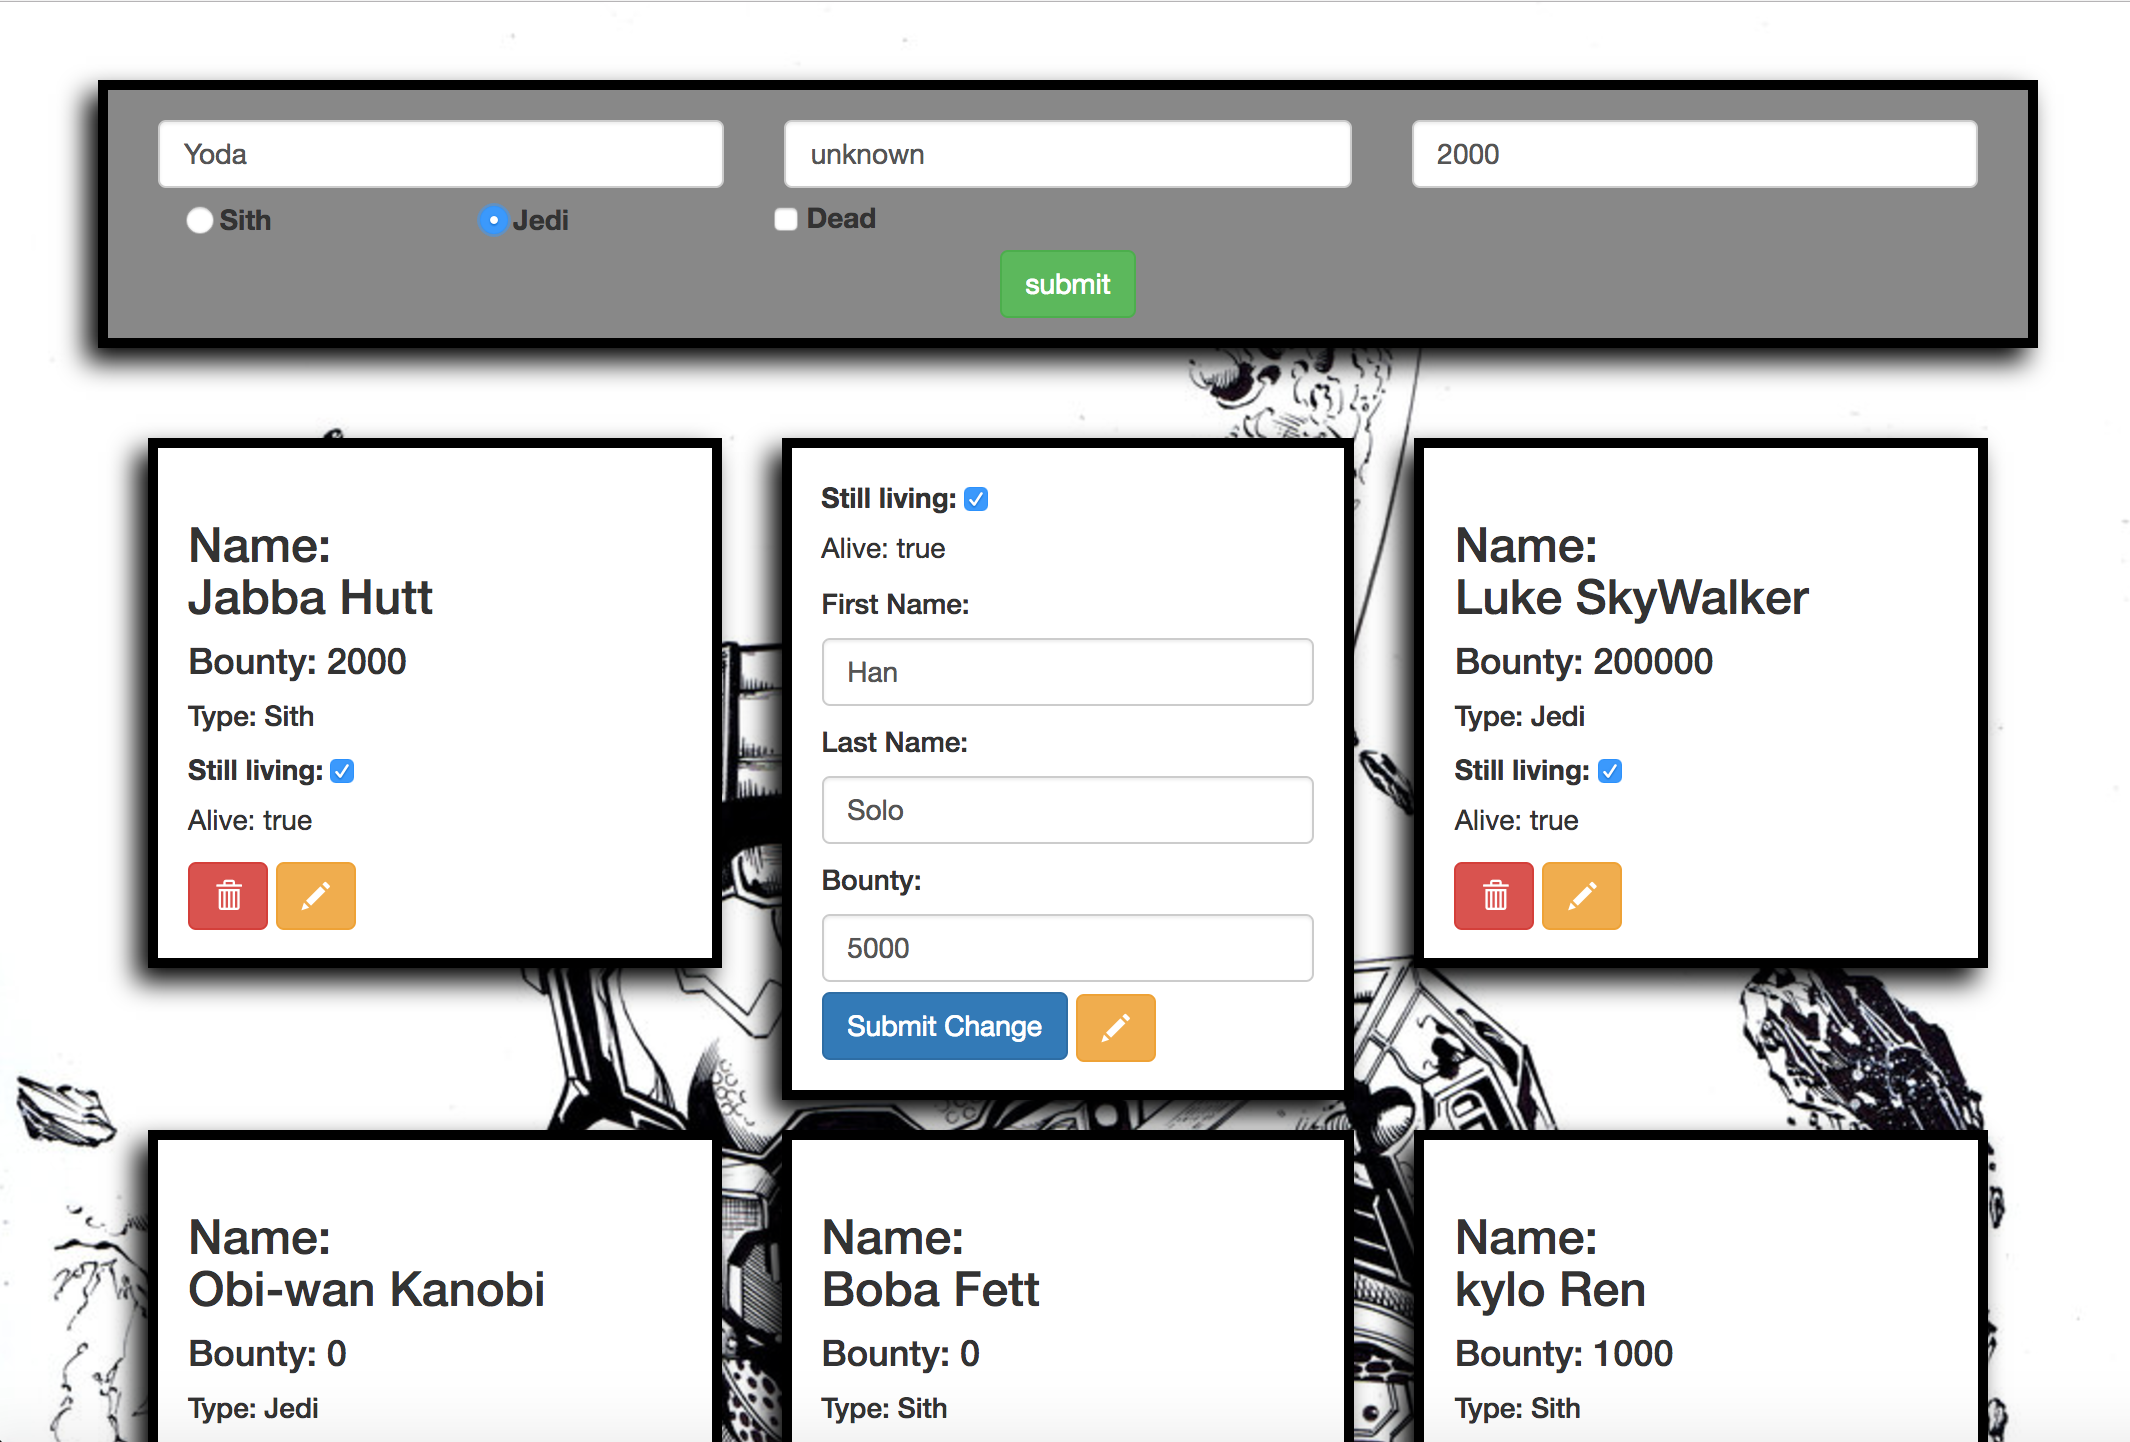 Yoda
unknown
2000
Sith
Jedi
Dead
submit
Name:
Jabba Hutt
Bounty: 2000
Type: Sith
Still living:
Alive: true
Still living:
Alive: true
First Name:
Han
Last Name:
Solo
Bounty:
5000
Submit Change
Name:
Luke SkyWalker
Bounty: 200000
Type: Jedi
Still living:
Alive: true
Name:
Obi-wan Kanobi
Bounty: 0
Type: Jedi
Name:
Boba Fett
Bounty: 0
Type: Sith
Name:
kylo Ren
Bounty: 1000
Type: Sith